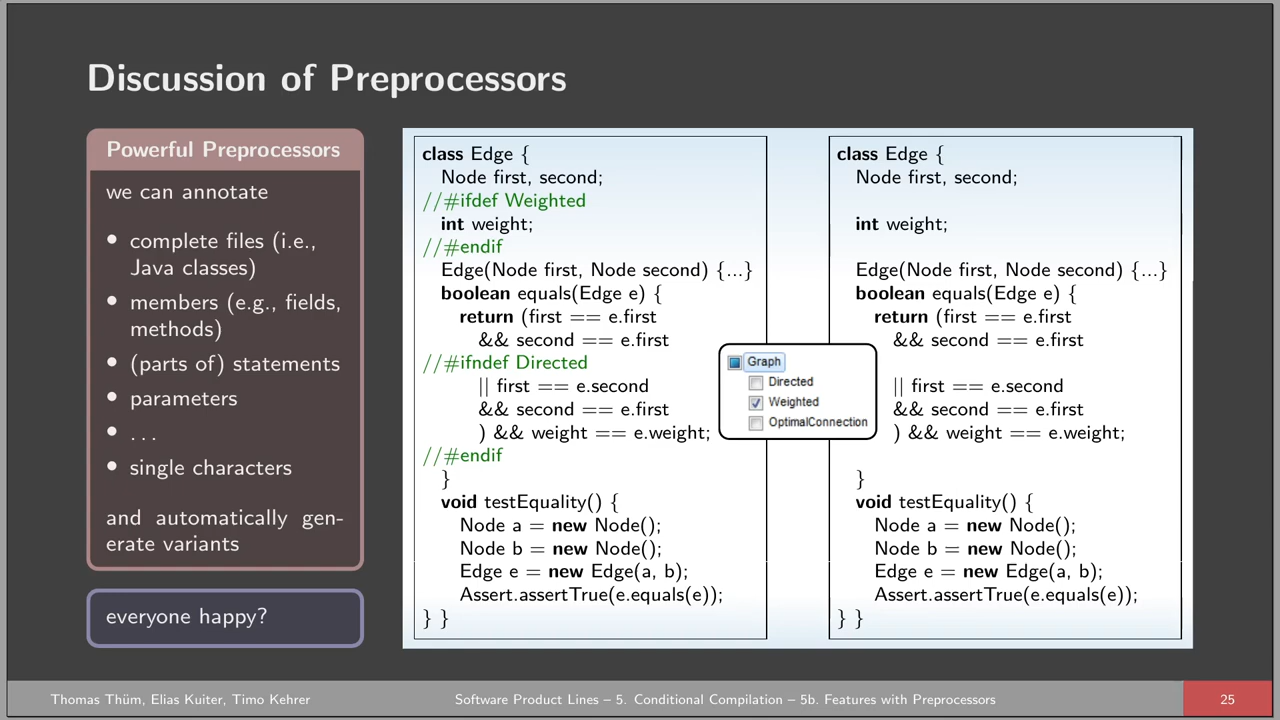 Discussion of Preprocessors
Powerful Preprocessors
we can annotate
• complete files (i.e.,
Java classes)
• members (e.g., fields,
methods)
• (parts of) statements
• parameters
• ...
• single characters
and automatically gen-
erate variants
everyone happy?
class Edge {
Node first, second;
//#ifdef Weighted
int weight;
//#endif
Edge(Node first, Node second) {...}
boolean equals(Edge e) {
return (first == e.first
&& second == e.first
//#ifndef Directed
|| first == e.second
&& second == e.first
) && weight == e.weight;
//#endif
}
void testEquality() {
Node a = new Node();
Node b = new Node();
Edge e = new Edge(a, b);
Assert.assertTrue(e.equals(e));
} }
Graph
Directed
Weighted
OptimalConnection
class Edge {
Node first, second;
int weight;
Edge(Node first, Node second) {...}
boolean equals(Edge e) {
return (first == e.first
&& second == e.first
|| first == e.second
&& second == e.first
) && weight == e.weight;
}
void testEquality() {
Node a = new Node();
Node b = new Node();
Edge e = new Edge(a, b);
Assert.assertTrue(e.equals(e));
} }
Thomas Thüm, Elias Kuiter, Timo Kehrer
Software Product Lines – 5. Conditional Compilation – 5b. Features with Preprocessors
25